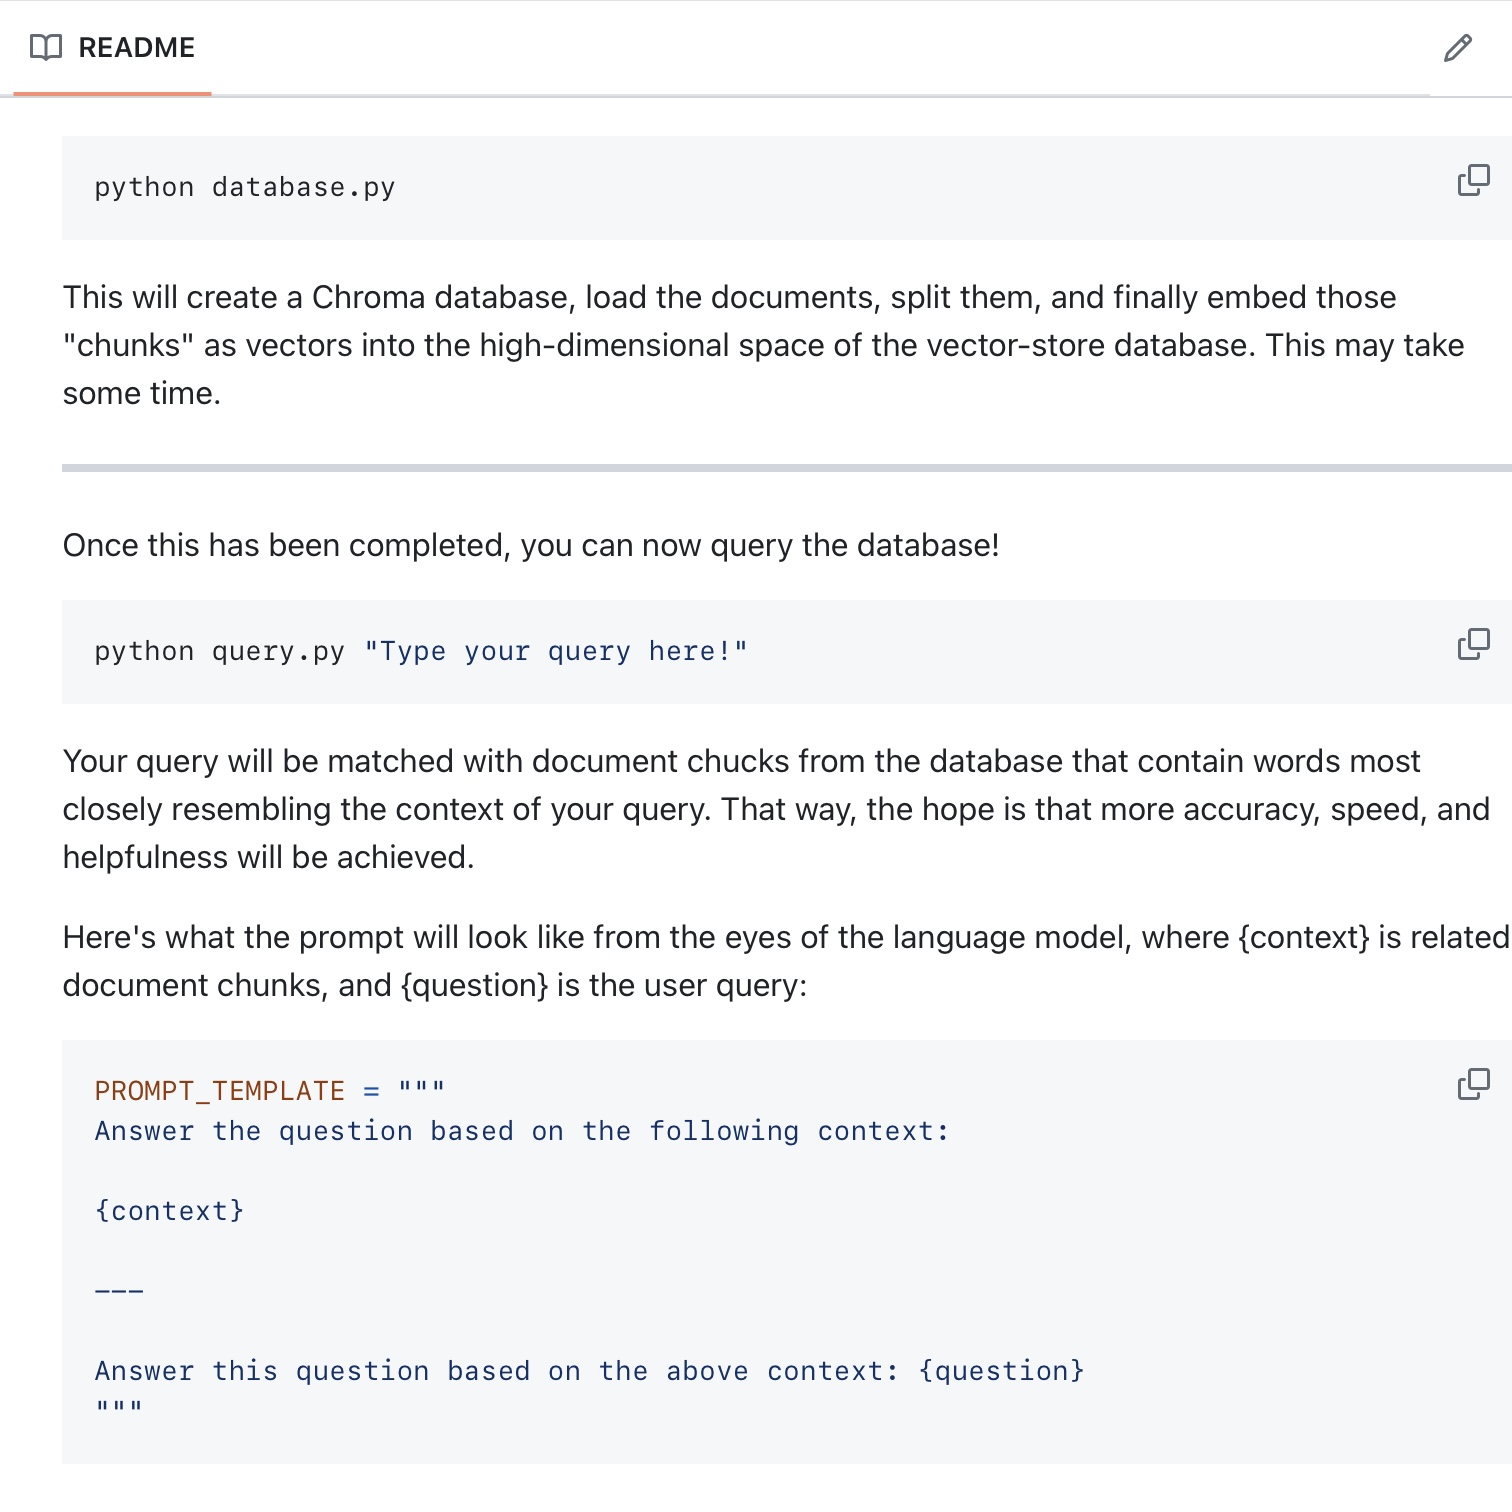 README
python database.py
This will create a Chroma database, load the documents, split them, and finally embed those
"chunks" as vectors into the high-dimensional space of the vector-store database. This may take
some time.
Once this has been completed, you can now query the database!
python query.py "Type your query here!"
Your query will be matched with document chucks from the database that contain words most
closely resembling the context of your query. That way, the hope is that more accuracy, speed, and
helpfulness will be achieved.
Here's what the prompt will look like from the eyes of the language model, where {context} is related
document chunks, and {question} is the user query:
PROMPT_TEMPLATE = """
Answer the question based on the following context:
{context}
---
Answer this question based on the above context: {question}
"""